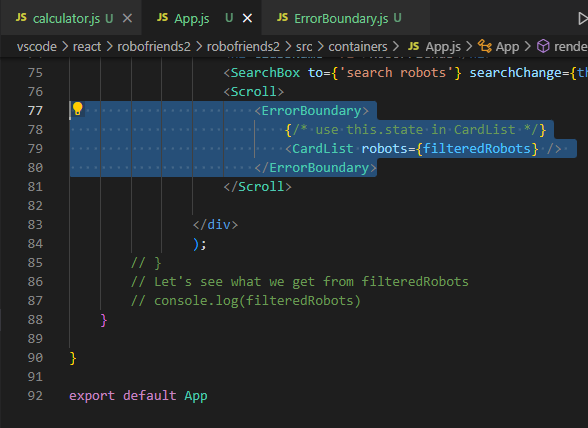 JS calculator.js U ✕ JS App.js U ✕ JS ErrorBoundary.js U
vscode > react > robofriends2 > robofriends2 > src > containers > JS App.js > App > rende
75 <SearchBox to={'search robots'} searchChange={th
76 <Scroll>
77 <ErrorBoundary>
78 {/* use this.state in CardList */}
79 <CardList robots={filteredRobots} />
80 </ErrorBoundary>
81 </Scroll>
82
83 </div>
84 );
85 // }
86 // Let's see what we get from filteredRobots
87 // console.log(filteredRobots)
88 }
89
90 }
91
92 export default App